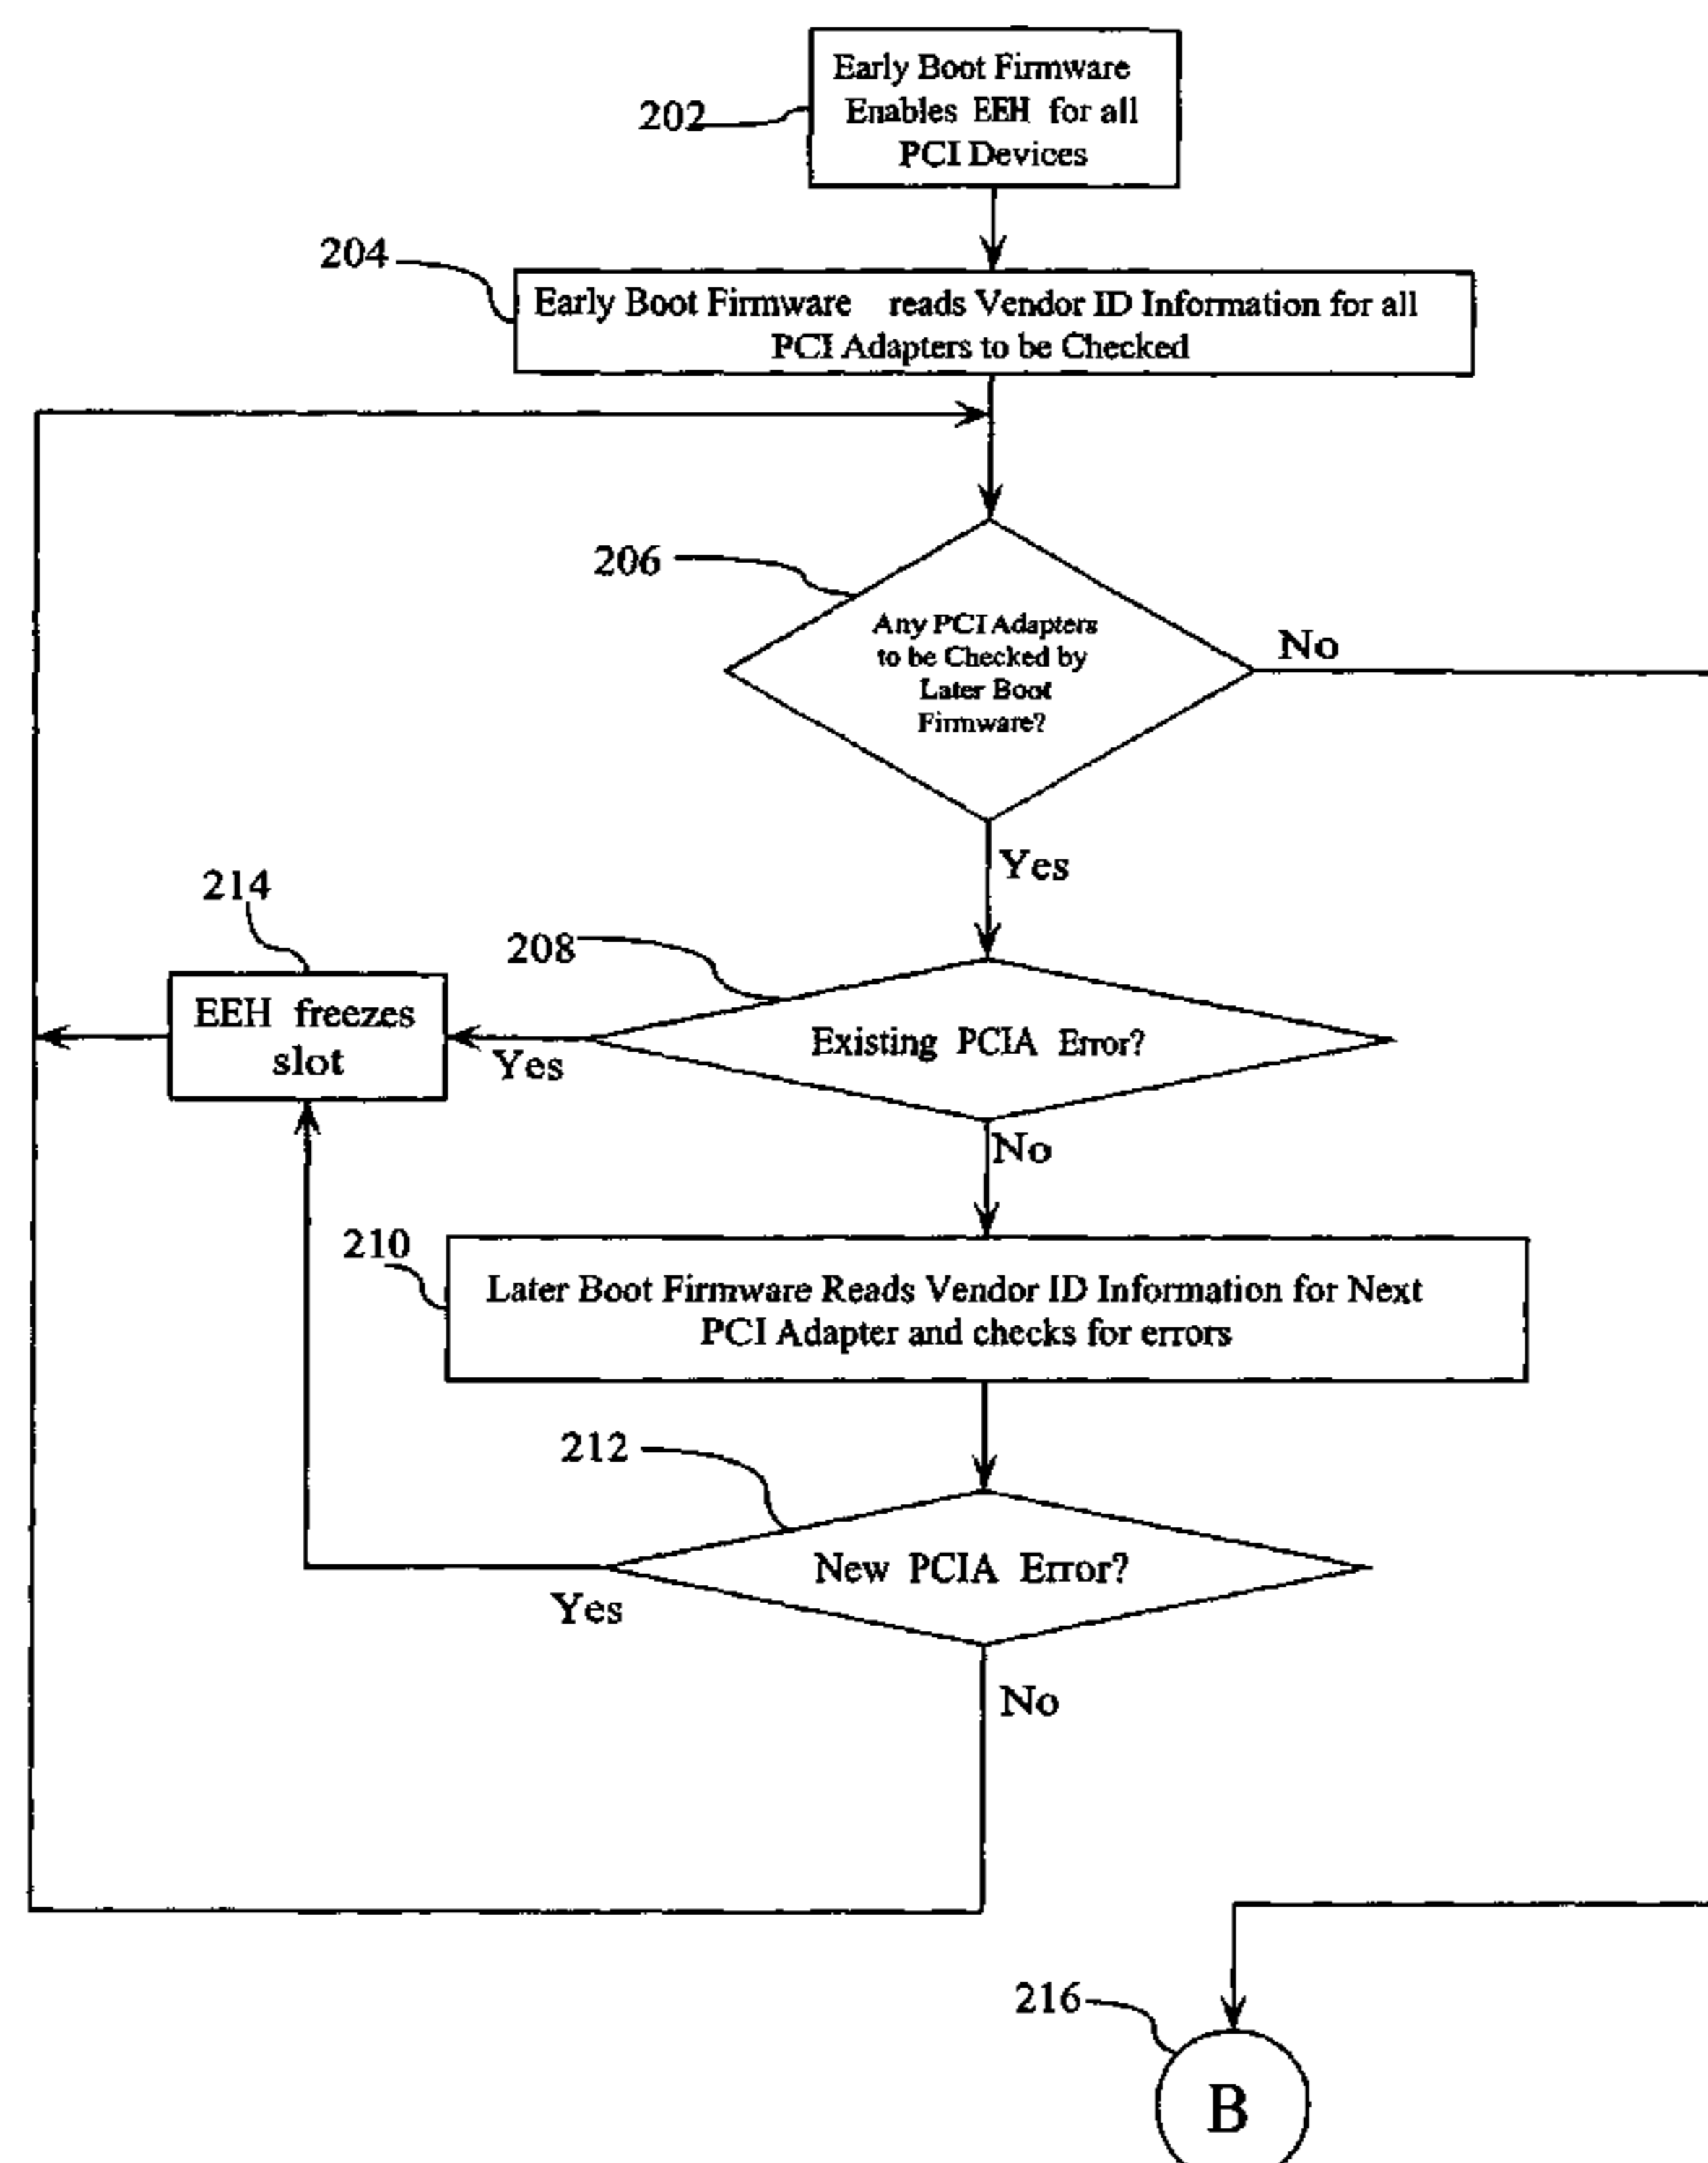 Early Boot Firmware
Enables EEH for all
PCI Devices
202
204
Early Boot Firmware reads Vendor ID Information for all
PCI Adapters to be Checked
206
Any PCI Adapters
to be Checked by
Later Boot
Firmware?
No
Yes
214
208
EEH freezes
slot
Yes
Existing PCIA Error?
No
210
Later Boot Firmware Reads Vendor ID Information for Next
PCI Adapter and checks for errors
212
New PCIA Error?
Yes
No
216
B